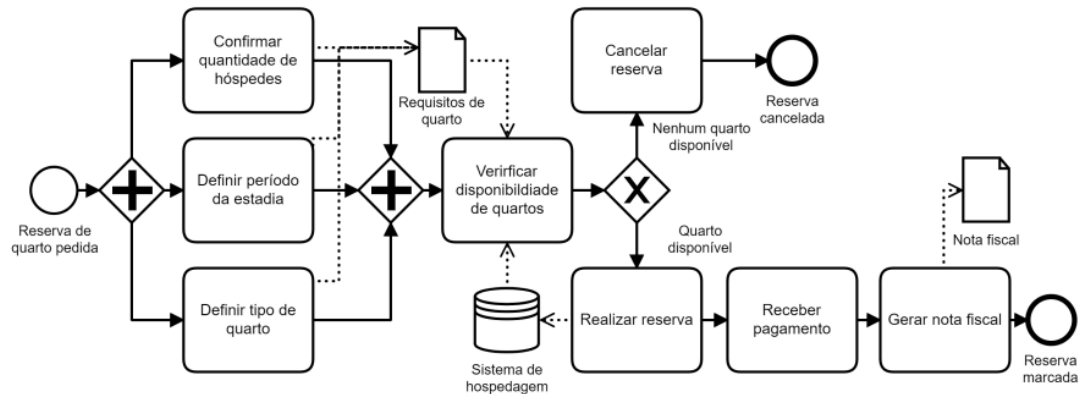 Confirmar
quantidade de
hóspedes
Requisitos de
quarto
Cancelar
reserva
Reserva
cancelada
Nenhum quarto
disponível
Reserva de
quarto pedida
Definir período
da estadia
Verirficar
disponibildiade
de quartos
X
Quarto
disponível
Nota fiscal
Definir tipo de
quarto
Sistema de
hospedagem
Realizar reserva
Receber
pagamento
Gerar nota fiscal
Reserva
marcada